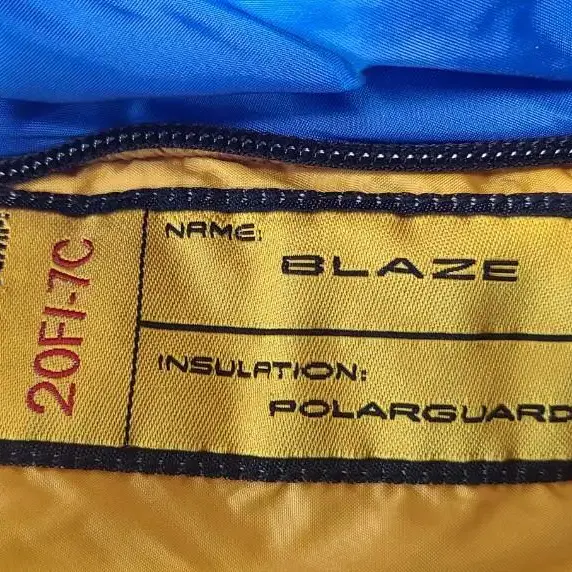 20F/-7C
NAME:
BLAZE
INSULATION:
POLARGUARD